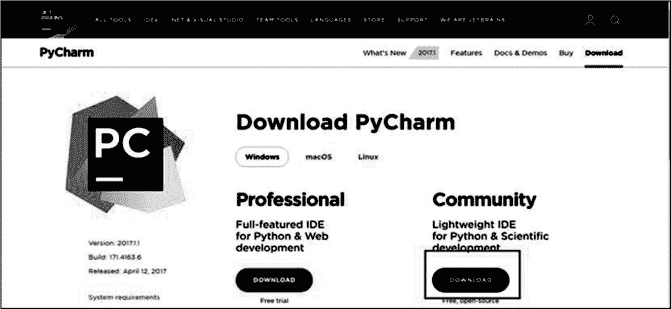 JET
BRAINS
ALL TOOLS IDEs .NET & VISUAL STUDIO TEAM TOOLS LANGUAGES STORE SUPPORT WE ARE JETBRAINS
PyCharm
What's New 2017.1 Features Docs & Demos Buy Download
PC
Download PyCharm
Windows macOS Linux
Professional
Full-featured IDE
for Python & Web
development
DOWNLOAD
Free trial
Community
Lightweight IDE
for Python & Scientific
development
DOWNLOAD
Free, open-source
Version: 2017.1.1
Build: 171.4163.6
Released: April 12, 2017
System requirements